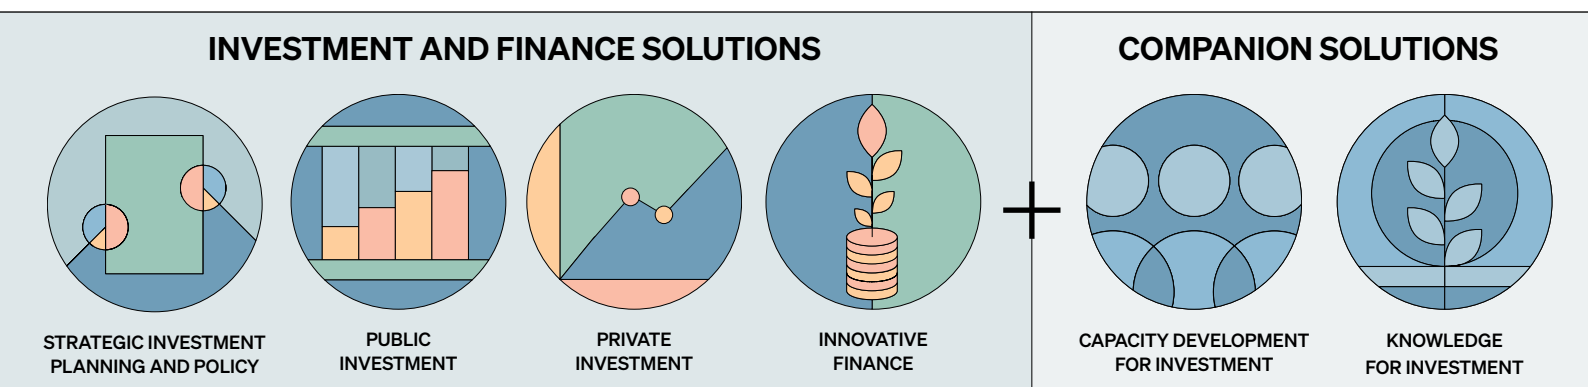 INVESTMENT AND FINANCE SOLUTIONS
STRATEGIC INVESTMENT
PLANNING AND POLICY
PUBLIC
INVESTMENT
PRIVATE
INVESTMENT
INNOVATIVE
FINANCE
+
COMPANION SOLUTIONS
CAPACITY DEVELOPMENT
FOR INVESTMENT
KNOWLEDGE
FOR INVESTMENT